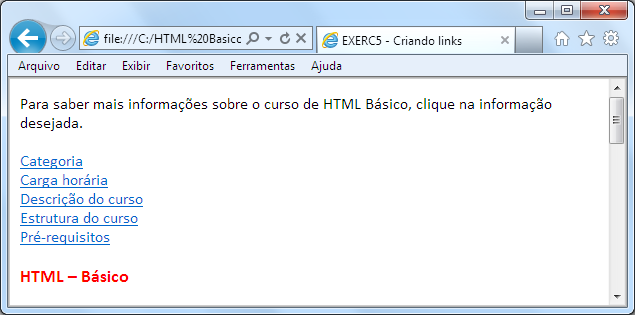 file:///C:/HTML%20Basicc
EXERC5 - Criando links
Arquivo Editar Exibir Favoritos Ferramentas Ajuda
Para saber mais informações sobre o curso de HTML Básico, clique na informação
desejada.
Categoria
Carga horária
Descrição do curso
Estrutura do curso
Pré-requisitos
HTML – Básico